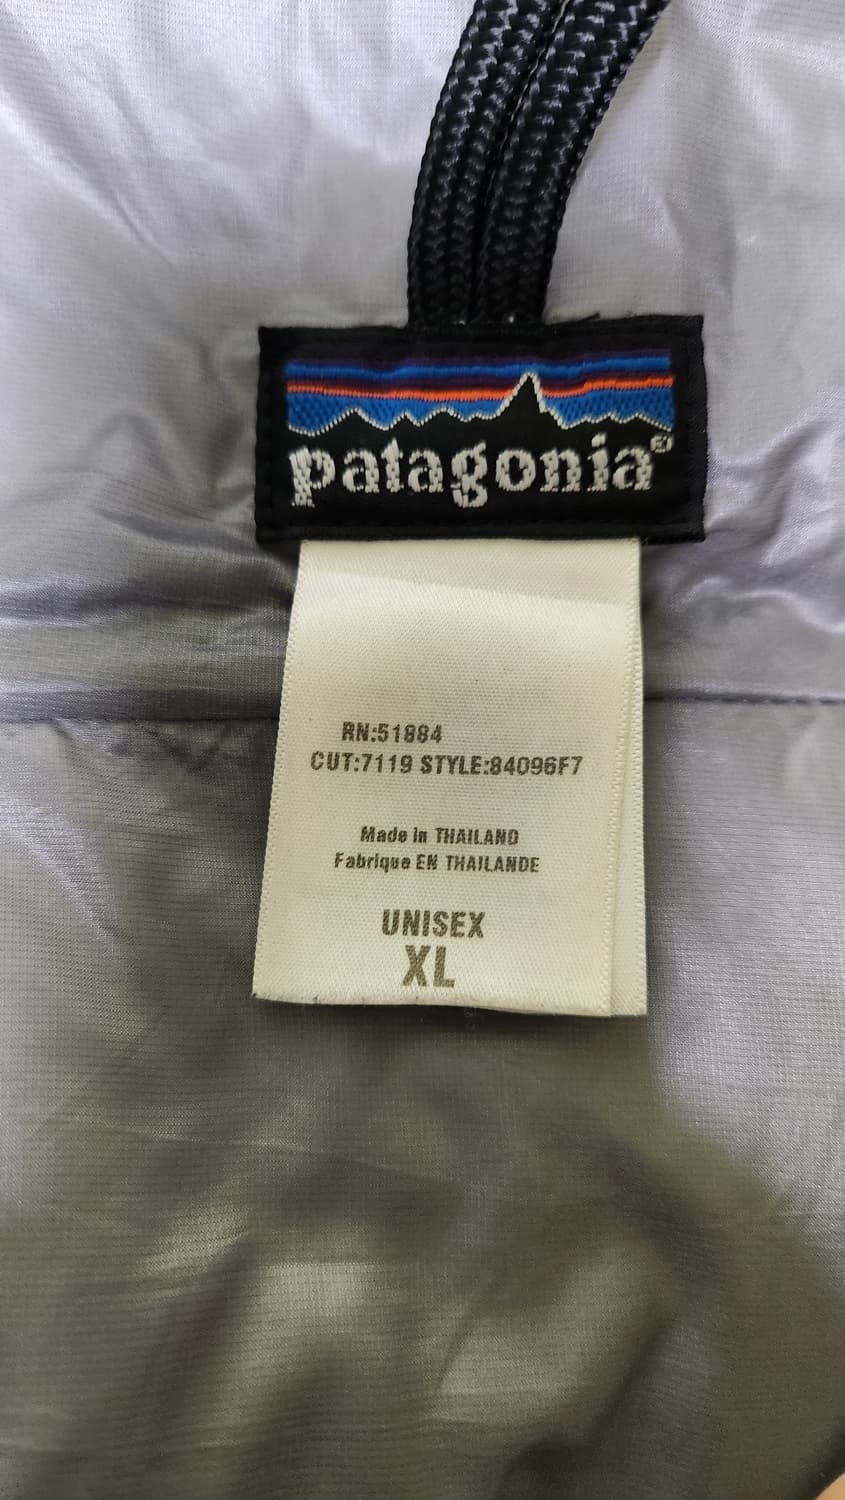 patagonia®
RN:51884
CUT:7119 STYLE:84096F7
Made in THAILAND
Fabrique EN THAILANDE
UNISEX
XL